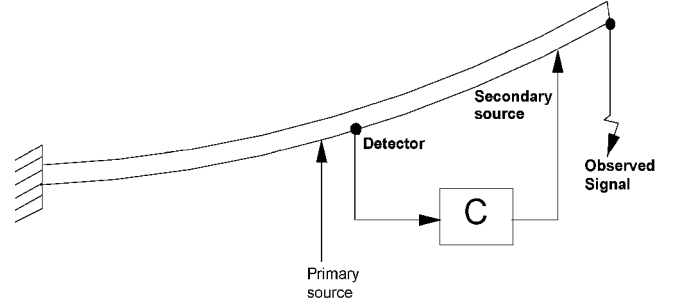 Secondary
source
Detector
Observed
Signal
C
Primary
source